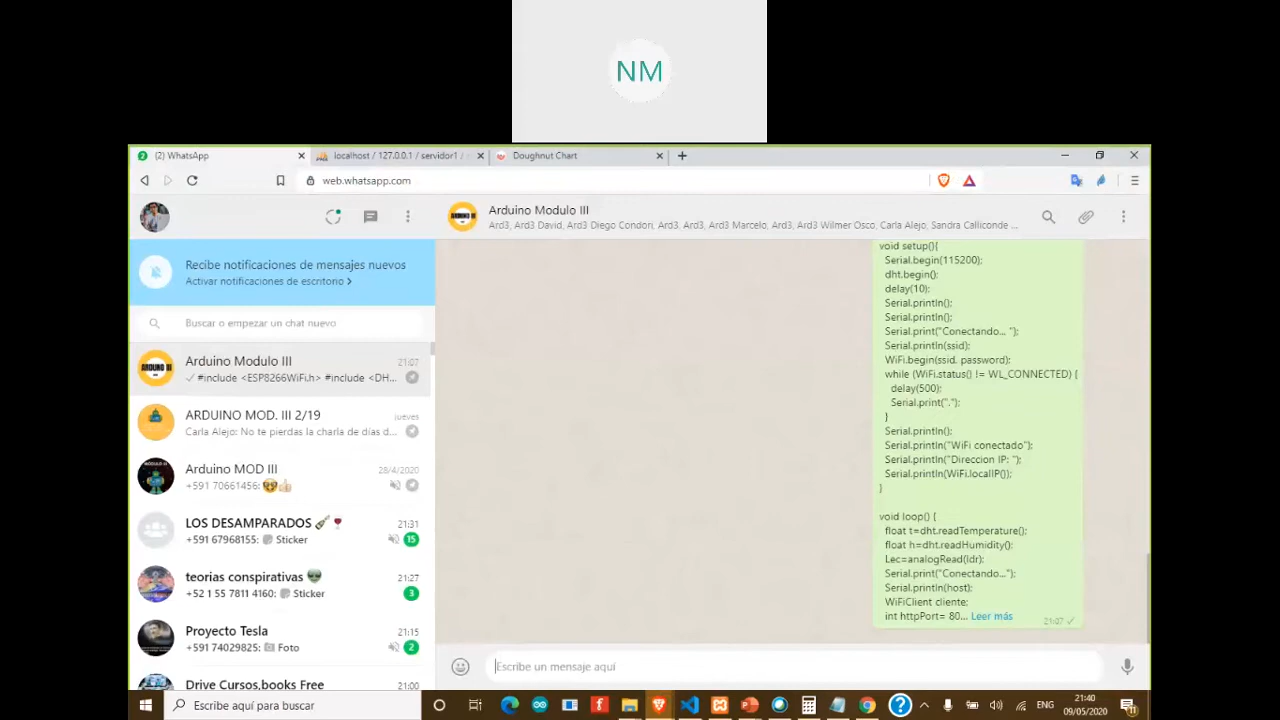 NM
2 (2) WhatsApp
localhost / 127.0.0.1 / servidor1 /
Doughnut Chart
web.whatsapp.com
Arduino Modulo III
Ard3, Ard3 David, Ard3 Diego Condori, Ard3. Ard3, Ard3 Marcelo, Ard3 Wilmer Osco, Carla Alejo, Sandra Calliconde ...
Recibe notificaciones de mensajes nuevos
Activar notificaciones de escritorio >
Buscar o empezar un chat nuevo
Arduino Modulo III 21:07
#include <ESP8266WiFi.h> #include <DH...
ARDUINO MOD. III 2/19 jueves
Carla Alejo: No te pierdas la charla de días d...
Arduino MOD III 28/4/2020
+591 70661456:
LOS DESAMPARADOS 21:31
+591 67968155: Sticker 15
teorias conspirativas 21:27
+52 1 55 7811 4160: Sticker 3
Proyecto Tesla 21:15
+591 74029825: Foto 2
Drive Cursos,books Free 21:00
void setup(){
Serial.begin(115200);
dht.begin();
delay(10);
Serial.println();
Serial.println();
Serial.print("Conectando... ");
Serial.println(ssid);
WiFi.begin(ssid, password);
while (WiFi.status() != WL_CONNECTED) {
delay(500);
Serial.print(".");
}
Serial.println();
Serial.println("WiFi conectado");
Serial.println("Direccion IP: ");
Serial.println(WiFi.localIP());
}
void loop() {
float t=dht.readTemperature();
float h=dht.readHumidity();
Lec=analogRead(ldr);
Serial.print("Conectando...");
Serial.println(host);
WiFiClient cliente;
int httpPort= 80... Leer más
21:07
Escribe un mensaje aquí
Escribe aquí para buscar
ENG
21:40
09/05/2020
11